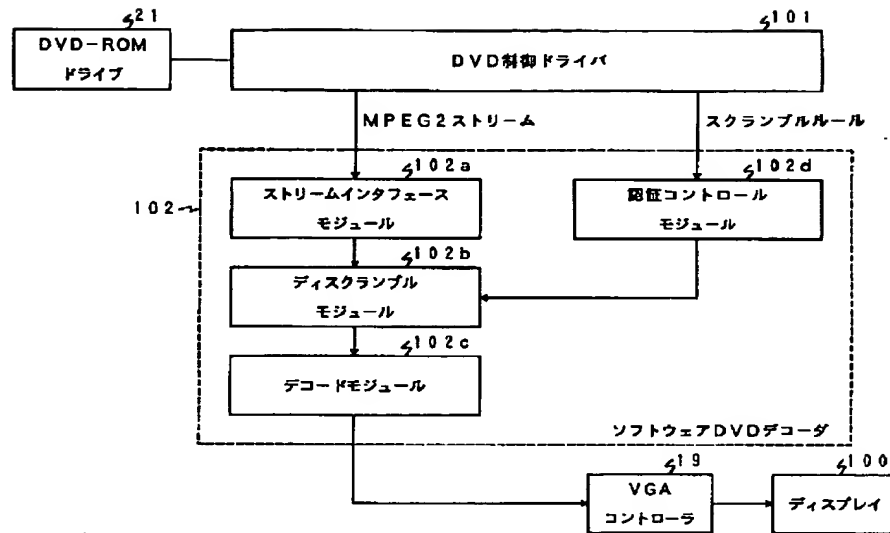 21
DVD-ROM
ドライブ
101
DVD制御ドライバ
MPEG2ストリーム
スクランブルルール
102
102a
ストリームインタフェース
モジュール
102d
認証コントロール
モジュール
102b
ディスクランブル
モジュール
102c
デコードモジュール
ソフトウェアDVDデコーダ
19
VGA
コントローラ
100
ディスプレイ